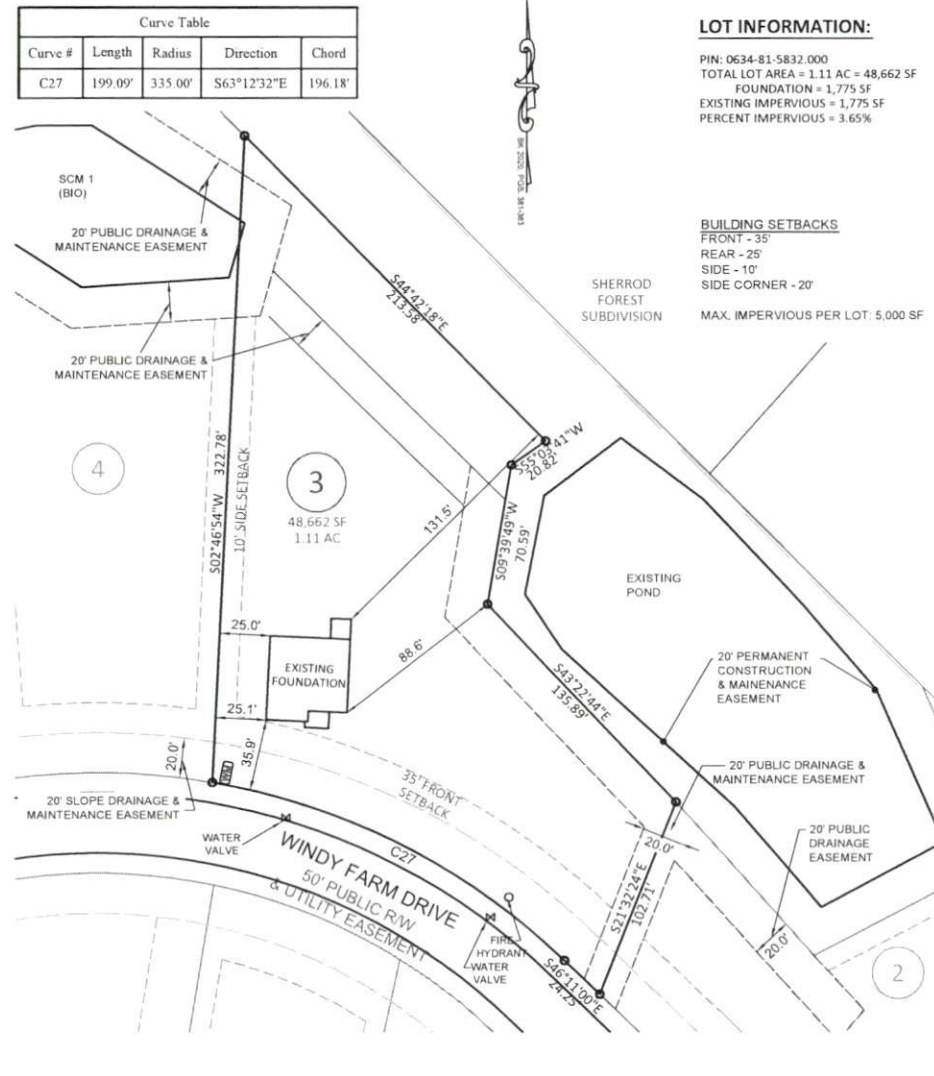 Curve Table
Curve # Length Radius Direction Chord
C27 199.09' 335.00' S63°12'32"E 196.18'
BK 2020 PGS. 381-383
LOT INFORMATION:
PIN: 0634-81-5832.000
TOTAL LOT AREA = 1.11 AC = 48,662 SF
FOUNDATION = 1,775 SF
EXISTING IMPERVIOUS = 1,775 SF
PERCENT IMPERVIOUS = 3.65%
BUILDING SETBACKS
FRONT - 35'
REAR - 25'
SIDE - 10'
SIDE CORNER - 20'
MAX. IMPERVIOUS PER LOT: 5,000 SF
SCM 1
(BIO)
20' PUBLIC DRAINAGE &
MAINTENANCE EASEMENT
20' PUBLIC DRAINAGE &
MAINTENANCE EASEMENT
SHERROD
FOREST
SUBDIVISION
S44°42'18"E
213.58'
S55°03'41"W
20.82'
S09°39'49"W
70.59'
4
S02°46'54"W 322.78'
10' SIDE SETBACK
3
48,662 SF
1.11 AC
131.5'
88.6'
25.0'
EXISTING
FOUNDATION
25.1'
35.9'
20.0'
EXISTING
POND
S43°22'44"E
135.89'
20' PERMANENT
CONSTRUCTION
& MAINENANCE
EASEMENT
20' PUBLIC DRAINAGE &
MAINTENANCE EASEMENT
20' PUBLIC
DRAINAGE
EASEMENT
35' FRONT
SETBACK
20' SLOPE DRAINAGE &
MAINTENANCE EASEMENT
WATER
VALVE
C27
WINDY FARM DRIVE
50' PUBLIC R/W
& UTILITY EASEMENT
FIRE
HYDRANT
WATER
VALVE
20.0'
S21°32'24"E
102.71'
S46°11'00"E
24.25'
20.0'
2